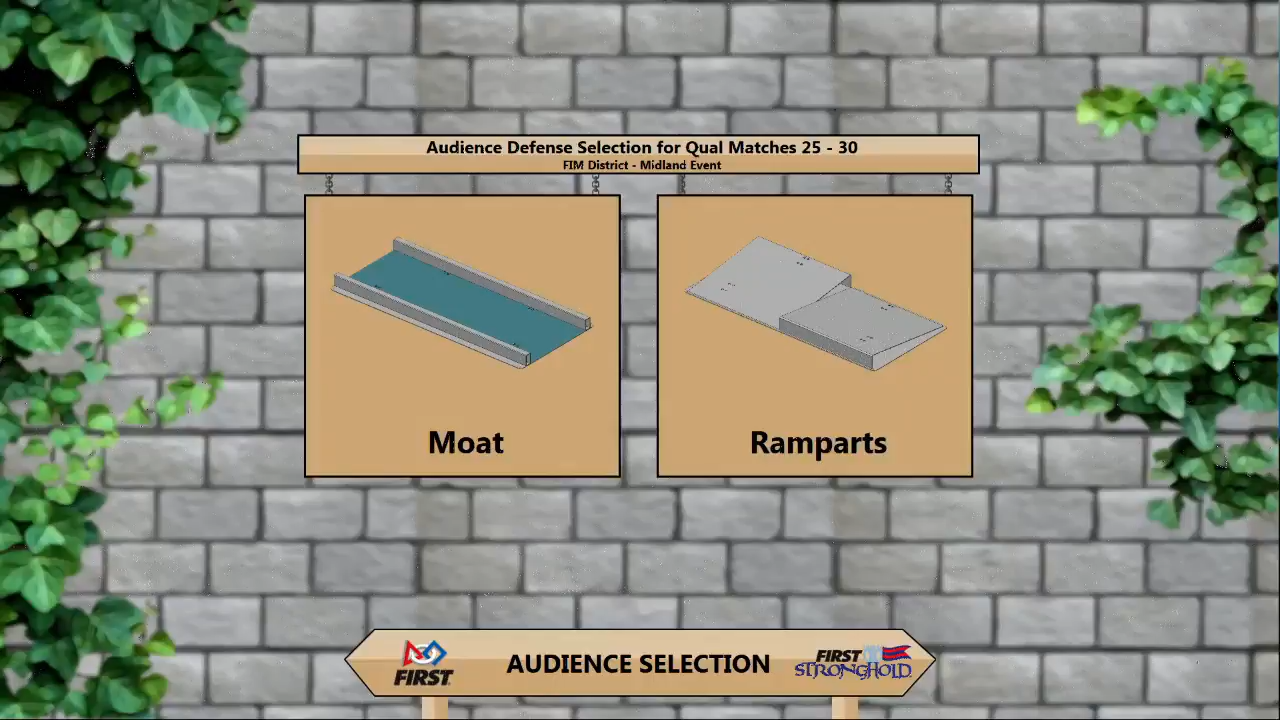 Audience Defense Selection for Qual Matches 25 - 30
FIM District - Midland Event
Moat
Ramparts
FIRST
AUDIENCE SELECTION
FIRST
STRONGHOLD